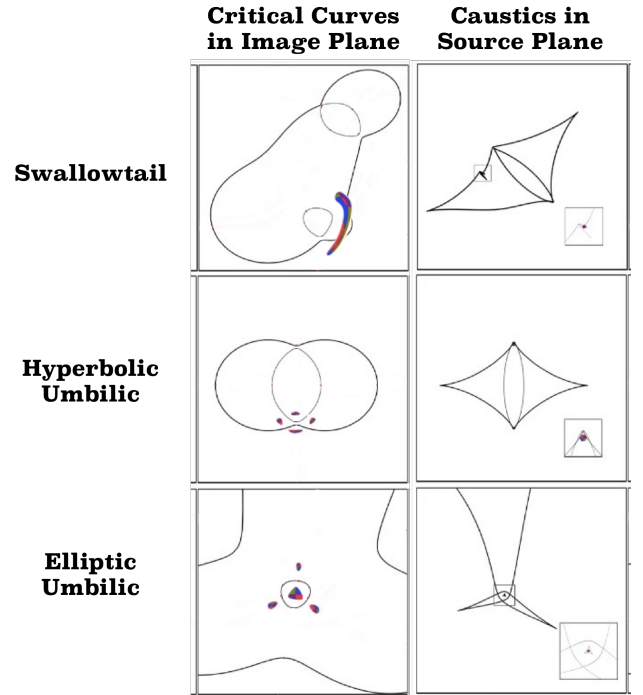 Critical Curves
in Image Plane
Caustics in
Source Plane
Swallowtail
Hyperbolic
Umbilic
Elliptic
Umbilic